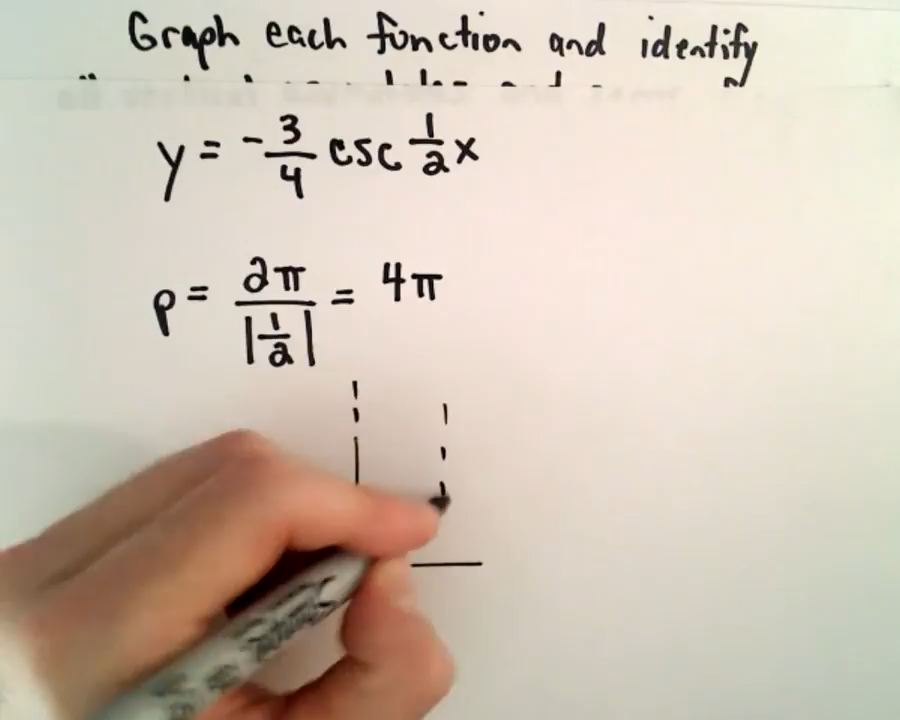 Graph each function and identify
y = -3/4 csc 1/2 x
p = 2π/|1/2| = 4π